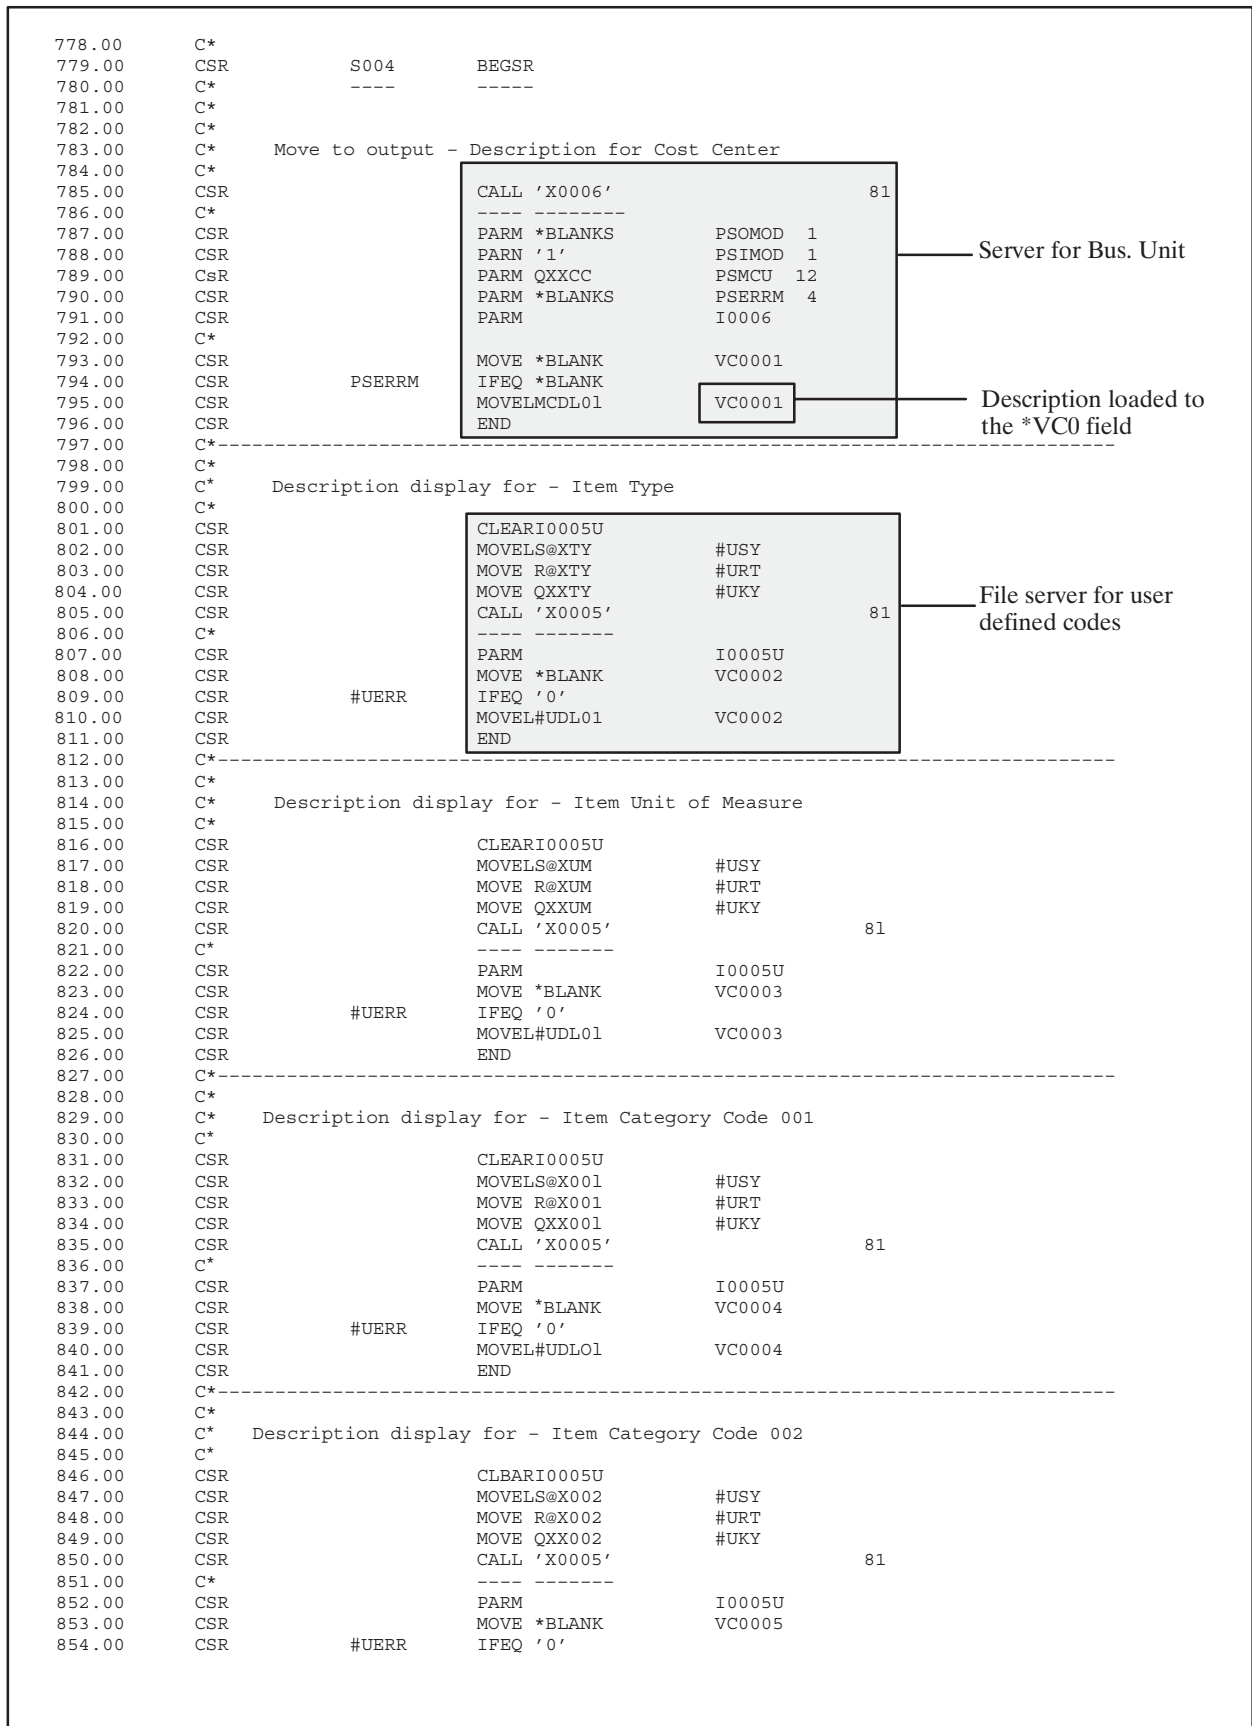 778.00 C*
779.00 CSR S004 BEGSR
780.00 C* ---- -----
781.00 C*
782.00 C*
783.00 C* Move to output - Description for Cost Center
784.00 C*
785.00 CSR CALL 'X0006' 81
786.00 C* ---- --------
787.00 CSR PARM *BLANKS PSOMOD 1
788.00 CSR PARN '1' PSIMOD 1
Server for Bus. Unit
789.00 CsR PARM QXXCC PSMCU 12
790.00 CSR PARM *BLANKS PSERRM 4
791.00 CSR PARM I0006
792.00 C*
793.00 CSR MOVE *BLANK VC0001
794.00 CSR PSERRM IFEQ *BLANK
795.00 CSR MOVELMCDL0l VC0001
Description loaded to
the *VC0 field
796.00 CSR END
797.00 C*------------------------------------------------------------------------------
798.00 C*
799.00 C* Description display for - Item Type
800.00 C*
801.00 CSR CLEARI0005U
802.00 CSR MOVELS@XTY #USY
803.00 CSR MOVE R@XTY #URT
804.00 CSR MOVE QXXTY #UKY
File server for user
defined codes
805.00 CSR CALL 'X0005' 81
806.00 C* ---- -------
807.00 CSR PARM I0005U
808.00 CSR MOVE *BLANK VC0002
809.00 CSR #UERR IFEQ '0'
810.00 CSR MOVEL#UDL01 VC0002
811.00 CSR END
812.00 C*------------------------------------------------------------------------------
813.00 C*
814.00 C* Description display for - Item Unit of Measure
815.00 C*
816.00 CSR CLEARI0005U
817.00 CSR MOVELS@XUM #USY
818.00 CSR MOVE R@XUM #URT
819.00 CSR MOVE QXXUM #UKY
820.00 CSR CALL 'X0005' 8l
821.00 C* ---- -------
822.00 CSR PARM I0005U
823.00 CSR MOVE *BLANK VC0003
824.00 CSR #UERR IFEQ '0'
825.00 CSR MOVEL#UDL0l VC0003
826.00 CSR END
827.00 C*------------------------------------------------------------------------------
828.00 C*
829.00 C* Description display for - Item Category Code 001
830.00 C*
831.00 CSR CLEARI0005U
832.00 CSR MOVELS@X00l #USY
833.00 CSR MOVE R@X001 #URT
834.00 CSR MOVE QXX00l #UKY
835.00 CSR CALL 'X0005' 81
836.00 C* ---- -------
837.00 CSR PARM I0005U
838.00 CSR MOVE *BLANK VC0004
839.00 CSR #UERR IFEQ '0'
840.00 CSR MOVEL#UDLOl VC0004
841.00 CSR END
842.00 C*------------------------------------------------------------------------------
843.00 C*
844.00 C* Description display for - Item Category Code 002
845.00 C*
846.00 CSR CLBARI0005U
847.00 CSR MOVELS@X002 #USY
848.00 CSR MOVE R@X002 #URT
849.00 CSR MOVE QXX002 #UKY
850.00 CSR CALL 'X0005' 81
851.00 C* ---- -------
852.00 CSR PARM I0005U
853.00 CSR MOVE *BLANK VC0005
854.00 CSR #UERR IFEQ '0'